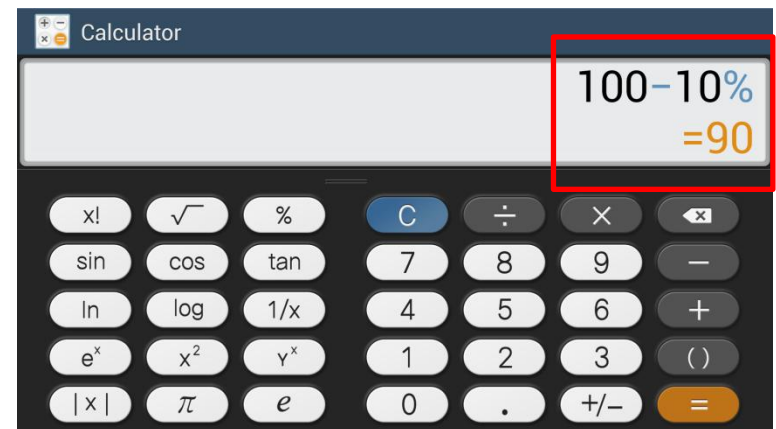 Calculator
100−10%
=90
x! √ % C ÷ ×
sin cos tan 7 8 9 −
ln log 1/x 4 5 6 +
eˣ x² Yˣ 1 2 3 ( )
|x| π e 0 . +/− =